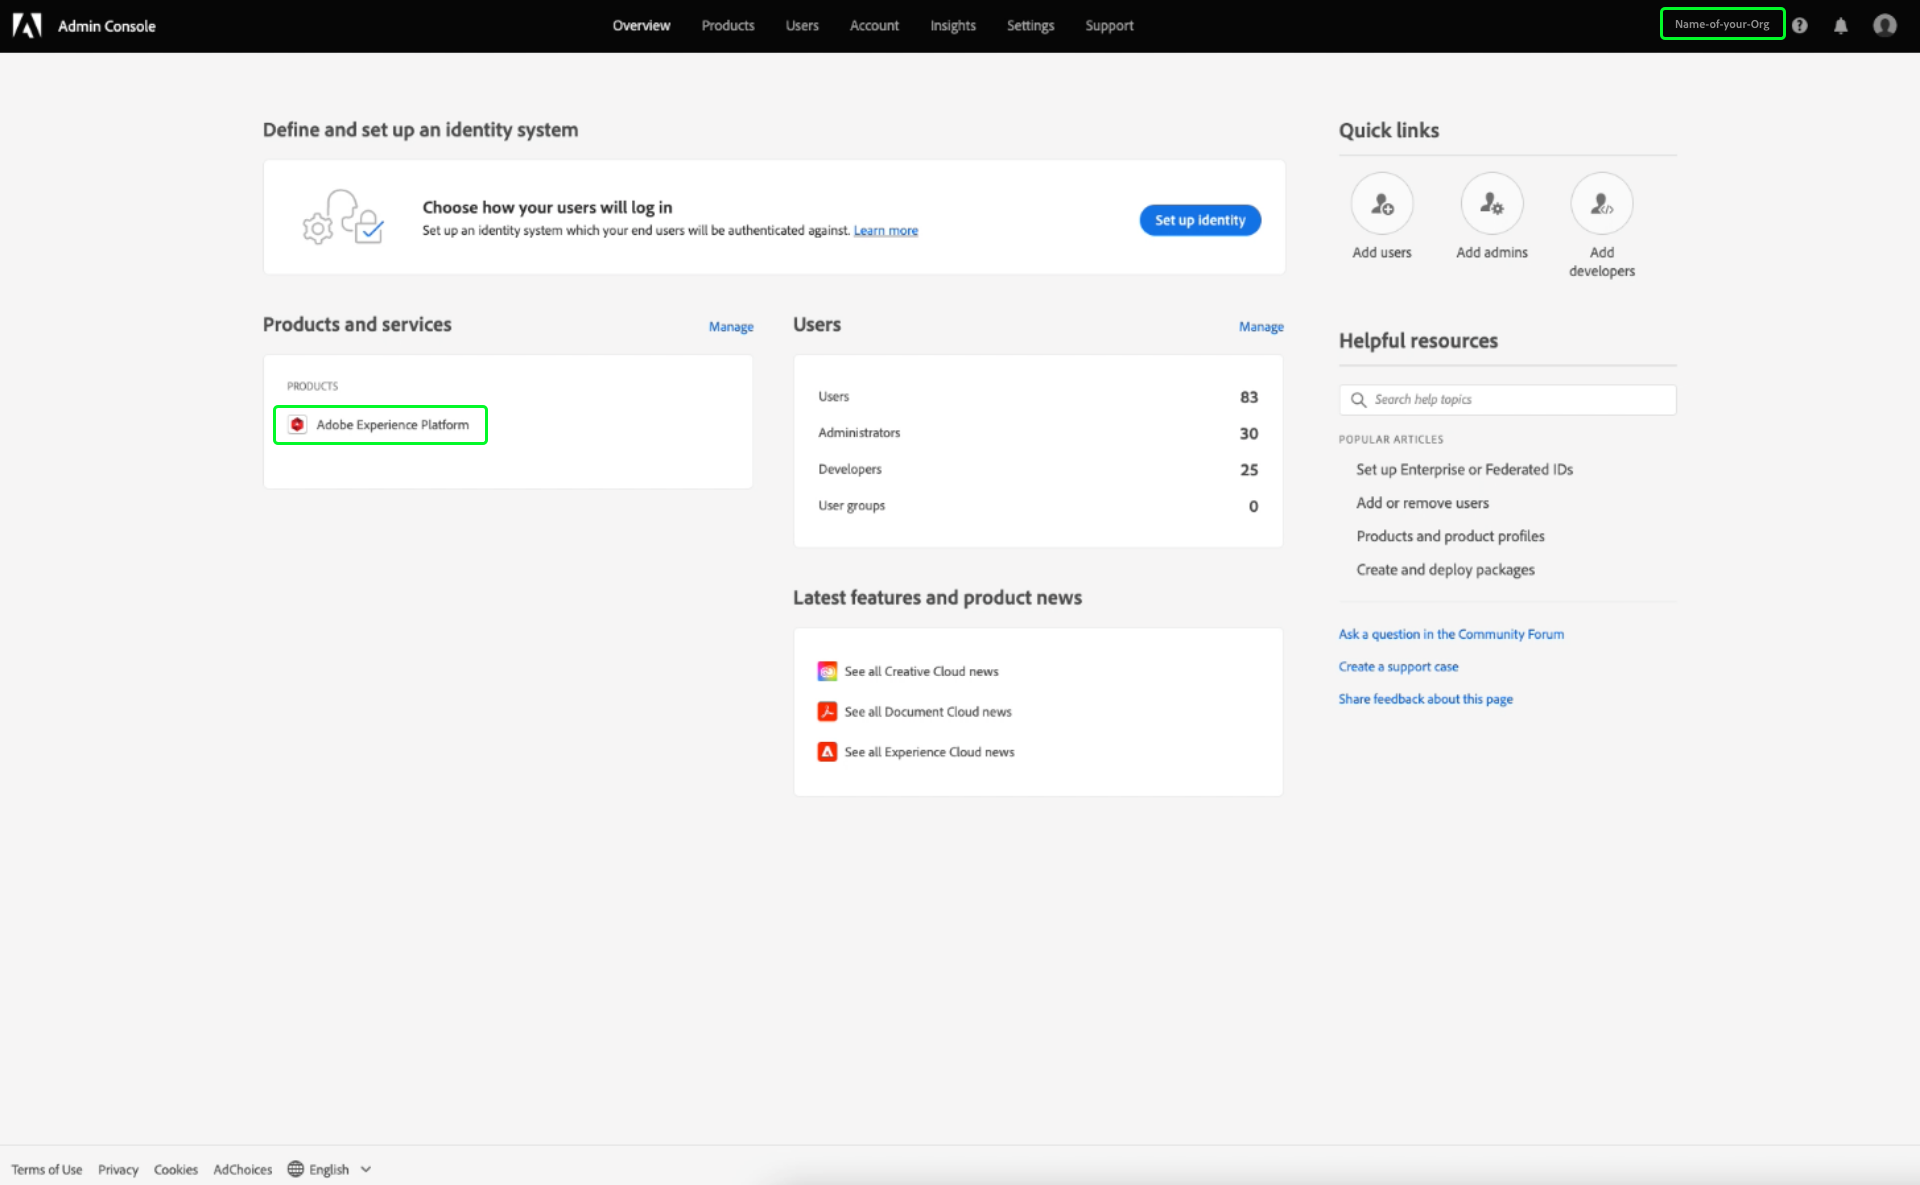 Admin Console
Overview Products Users Account Insights Settings Support
Name-of-your-Org
Define and set up an identity system
Choose how your users will log in
Set up an identity system which your end users will be authenticated against. Learn more
Set up identity
Products and services Manage
PRODUCTS
Adobe Experience Platform
Users Manage
Users 83
Administrators 30
Developers 25
User groups 0
Latest features and product news
See all Creative Cloud news
See all Document Cloud news
See all Experience Cloud news
Quick links
Add users
Add admins
Add
developers
Helpful resources
Search help topics
POPULAR ARTICLES
Set up Enterprise or Federated IDs
Add or remove users
Products and product profiles
Create and deploy packages
Ask a question in the Community Forum
Create a support case
Share feedback about this page
Terms of Use Privacy Cookies AdChoices English